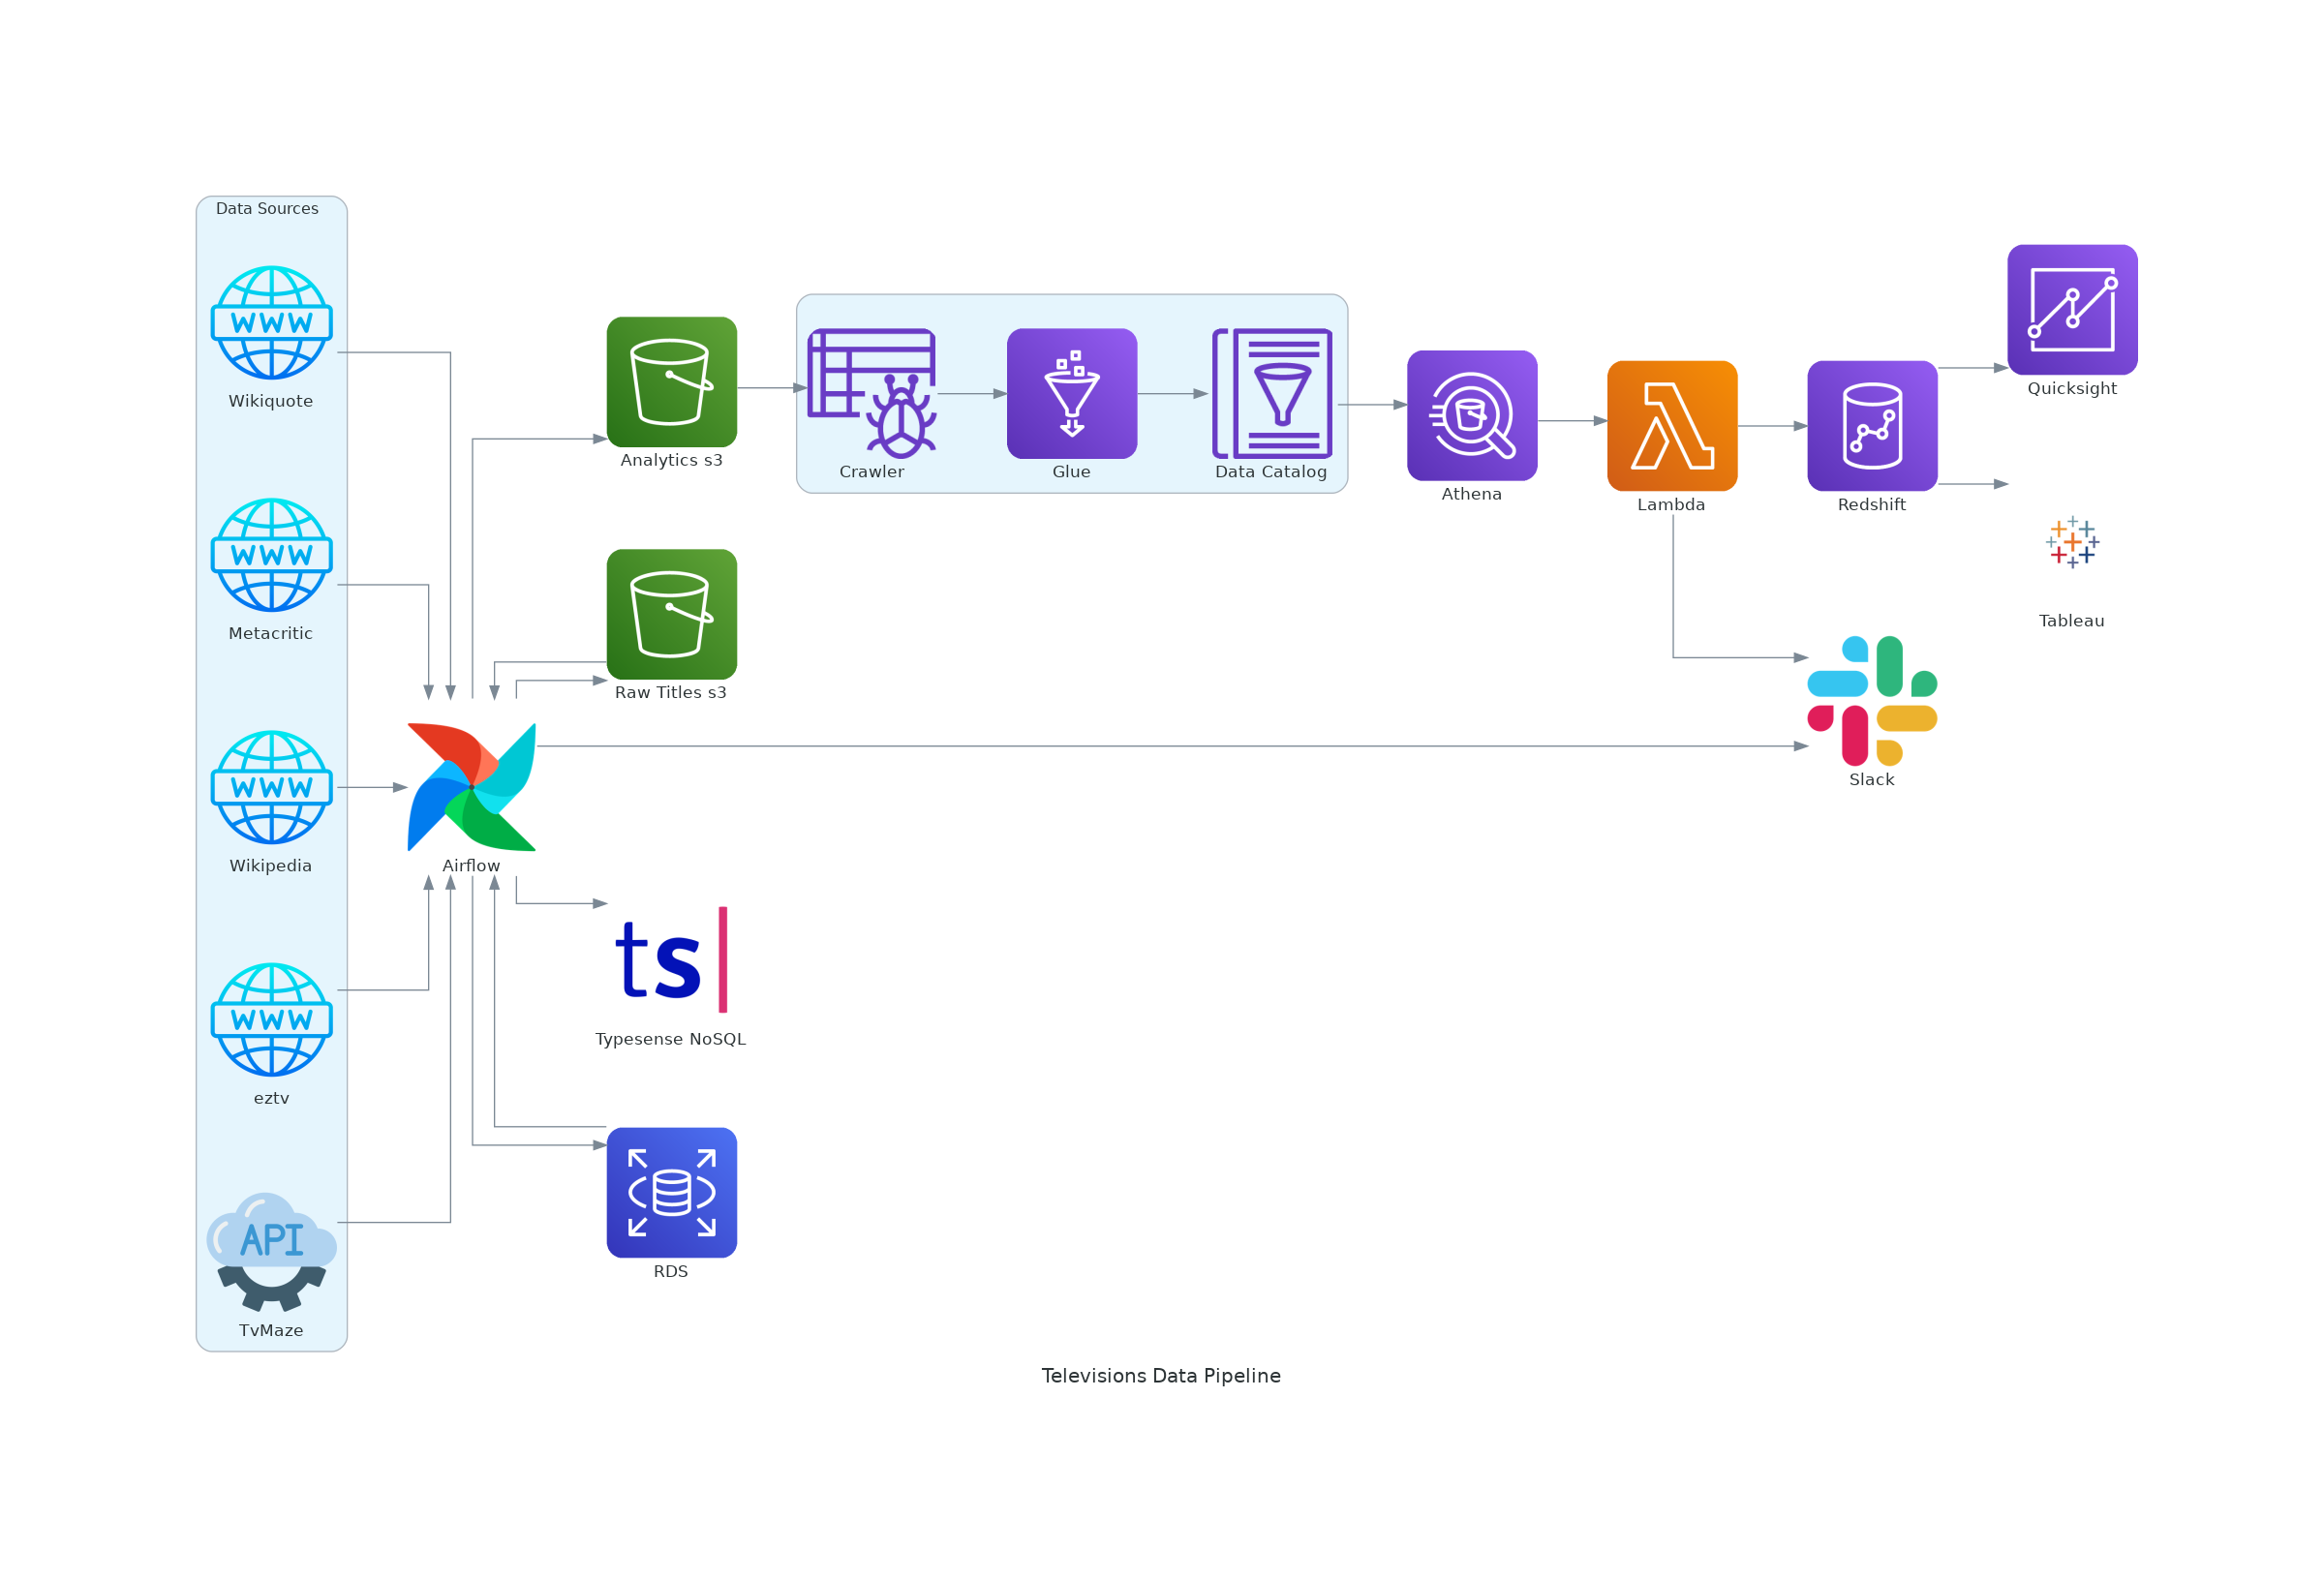 Data Sources
WWW
Wikiquote
WWW
Metacritic
WWW
Wikipedia
WWW
eztv
API
TvMaze
Airflow
Analytics s3
Raw Titles s3
ts|
Typesense NoSQL
RDS
Crawler
Glue
Data Catalog
Athena
Lambda
Redshift
Quicksight
Tableau
Slack
Televisions Data Pipeline